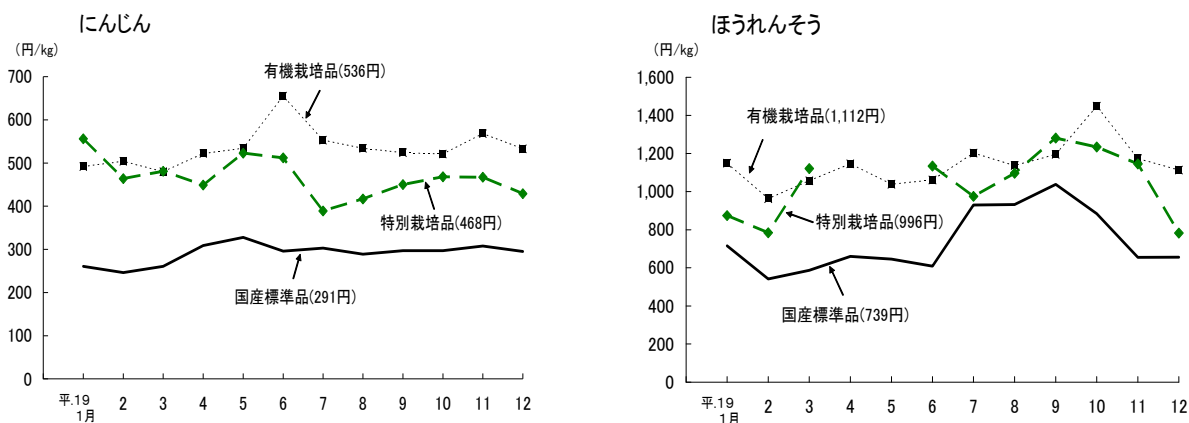 にんじん
(円/kg)
700
600
500
400
300
200
100
0
有機栽培品(536円)
特別栽培品(468円)
国産標準品(291円)
平.19 2 3 4 5 6 7 8 9 10 11 12
1月
ほうれんそう
(円/kg)
1,600
1,400
1,200
1,000
800
600
400
200
0
有機栽培品(1,112円)
特別栽培品(996円)
国産標準品(739円)
平.19 2 3 4 5 6 7 8 9 10 11 12
1月